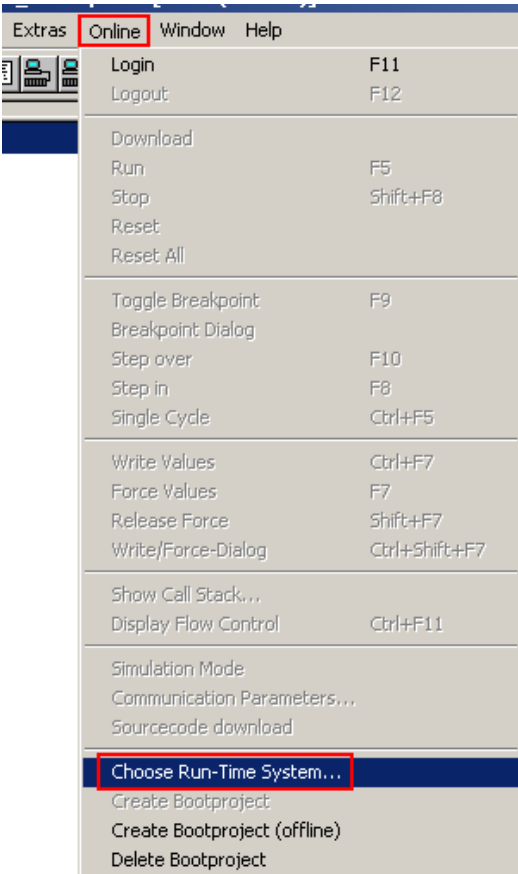 Extras Online Window Help
Login F11
Logout F12
Download
Run F5
Stop Shift+F8
Reset
Reset All
Toggle Breakpoint F9
Breakpoint Dialog
Step over F10
Step in F8
Single Cycle Ctrl+F5
Write Values Ctrl+F7
Force Values F7
Release Force Shift+F7
Write/Force-Dialog Ctrl+Shift+F7
Show Call Stack...
Display Flow Control Ctrl+F11
Simulation Mode
Communication Parameters...
Sourcecode download
Choose Run-Time System...
Create Bootproject
Create Bootproject (offline)
Delete Bootproject